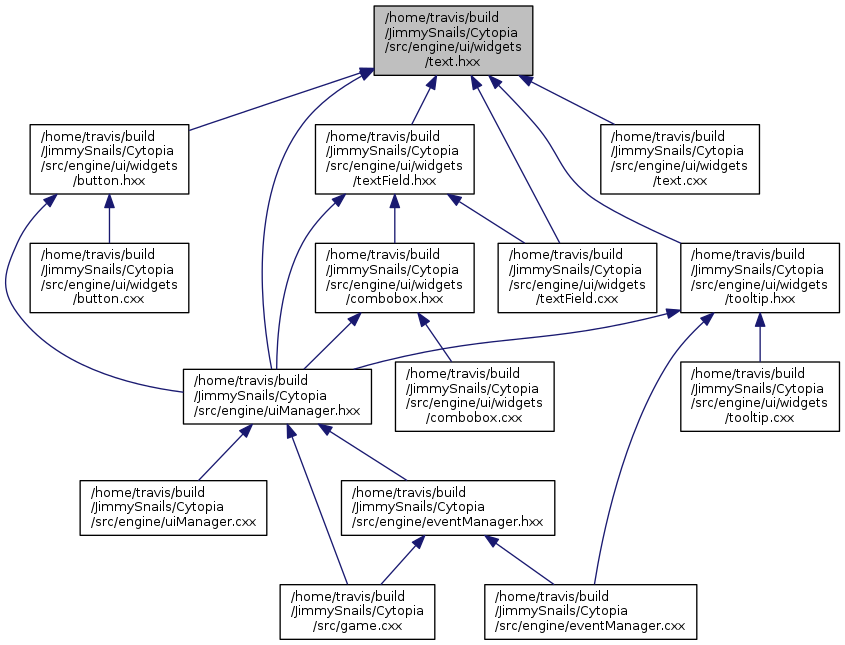 /home/travis/build
/JimmySnails/Cytopia
/src/engine/ui/widgets
/text.hxx
/home/travis/build
/JimmySnails/Cytopia
/src/engine/ui/widgets
/button.hxx
/home/travis/build
/JimmySnails/Cytopia
/src/engine/ui/widgets
/textField.hxx
/home/travis/build
/JimmySnails/Cytopia
/src/engine/ui/widgets
/text.cxx
/home/travis/build
/JimmySnails/Cytopia
/src/engine/ui/widgets
/button.cxx
/home/travis/build
/JimmySnails/Cytopia
/src/engine/ui/widgets
/combobox.hxx
/home/travis/build
/JimmySnails/Cytopia
/src/engine/ui/widgets
/textField.cxx
/home/travis/build
/JimmySnails/Cytopia
/src/engine/ui/widgets
/tooltip.hxx
/home/travis/build
/JimmySnails/Cytopia
/src/engine/uiManager.hxx
/home/travis/build
/JimmySnails/Cytopia
/src/engine/ui/widgets
/combobox.cxx
/home/travis/build
/JimmySnails/Cytopia
/src/engine/ui/widgets
/tooltip.cxx
/home/travis/build
/JimmySnails/Cytopia
/src/engine/uiManager.cxx
/home/travis/build
/JimmySnails/Cytopia
/src/engine/eventManager.hxx
/home/travis/build
/JimmySnails/Cytopia
/src/game.cxx
/home/travis/build
/JimmySnails/Cytopia
/src/engine/eventManager.cxx